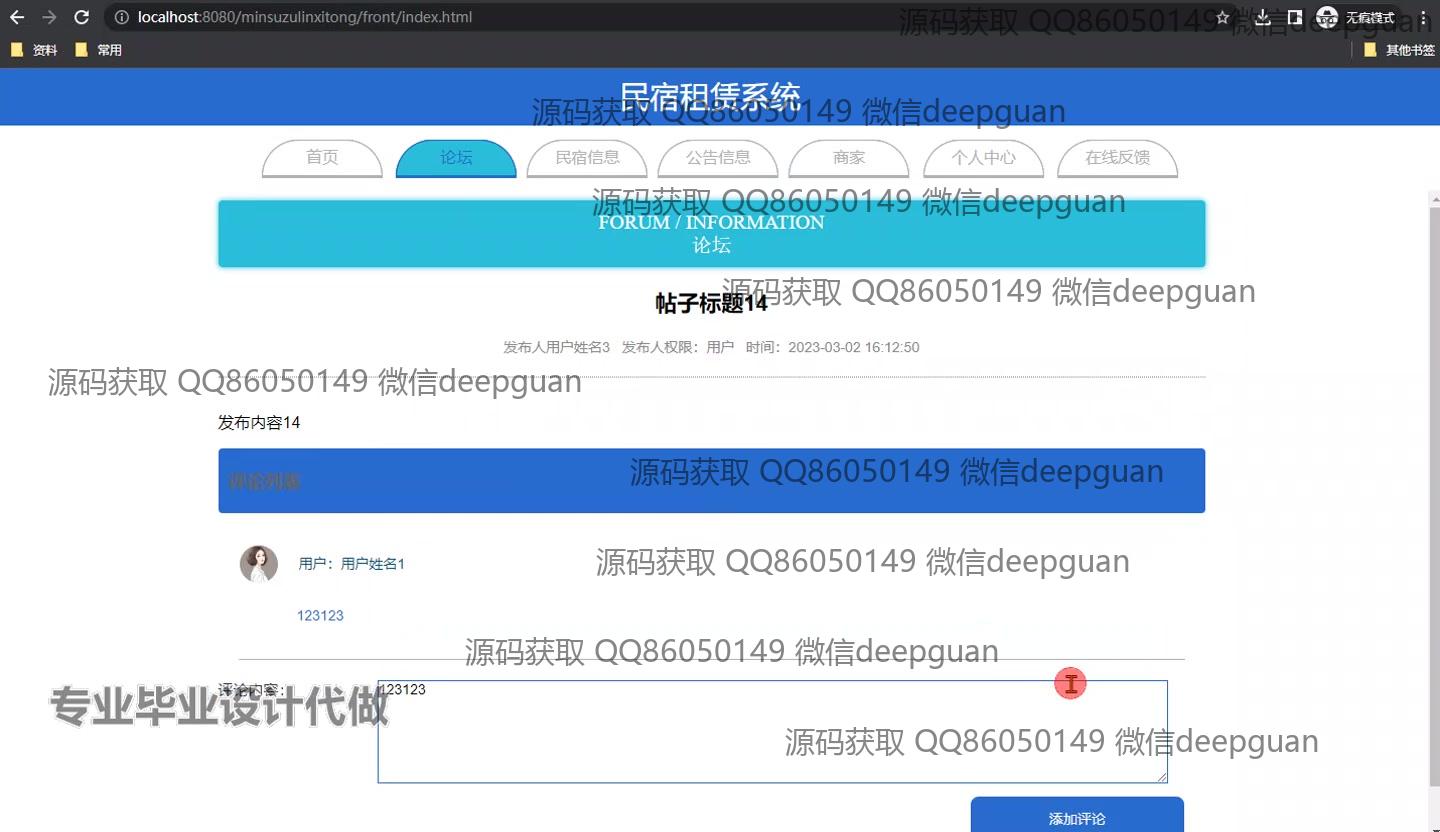 localhost:8080/minsuzulinxitong/front/index.html
无痕模式
资料 常用 其他书签
源码获取 QQ86050149 微信deepguan
民宿租赁系统
源码获取 QQ86050149 微信deepguan
首页 论坛 民宿信息 公告信息 商家 个人中心 在线反馈
源码获取 QQ86050149 微信deepguan
FORUM / INFORMATION
论坛
源码获取 QQ86050149 微信deepguan
帖子标题14
发布人用户姓名3 发布人权限：用户 时间：2023-03-02 16:12:50
源码获取 QQ86050149 微信deepguan
发布内容14
源码获取 QQ86050149 微信deepguan
评论列表
源码获取 QQ86050149 微信deepguan
用户：用户姓名1
123123
源码获取 QQ86050149 微信deepguan
评论内容：
123123
专业毕业设计代做
源码获取 QQ86050149 微信deepguan
添加评论